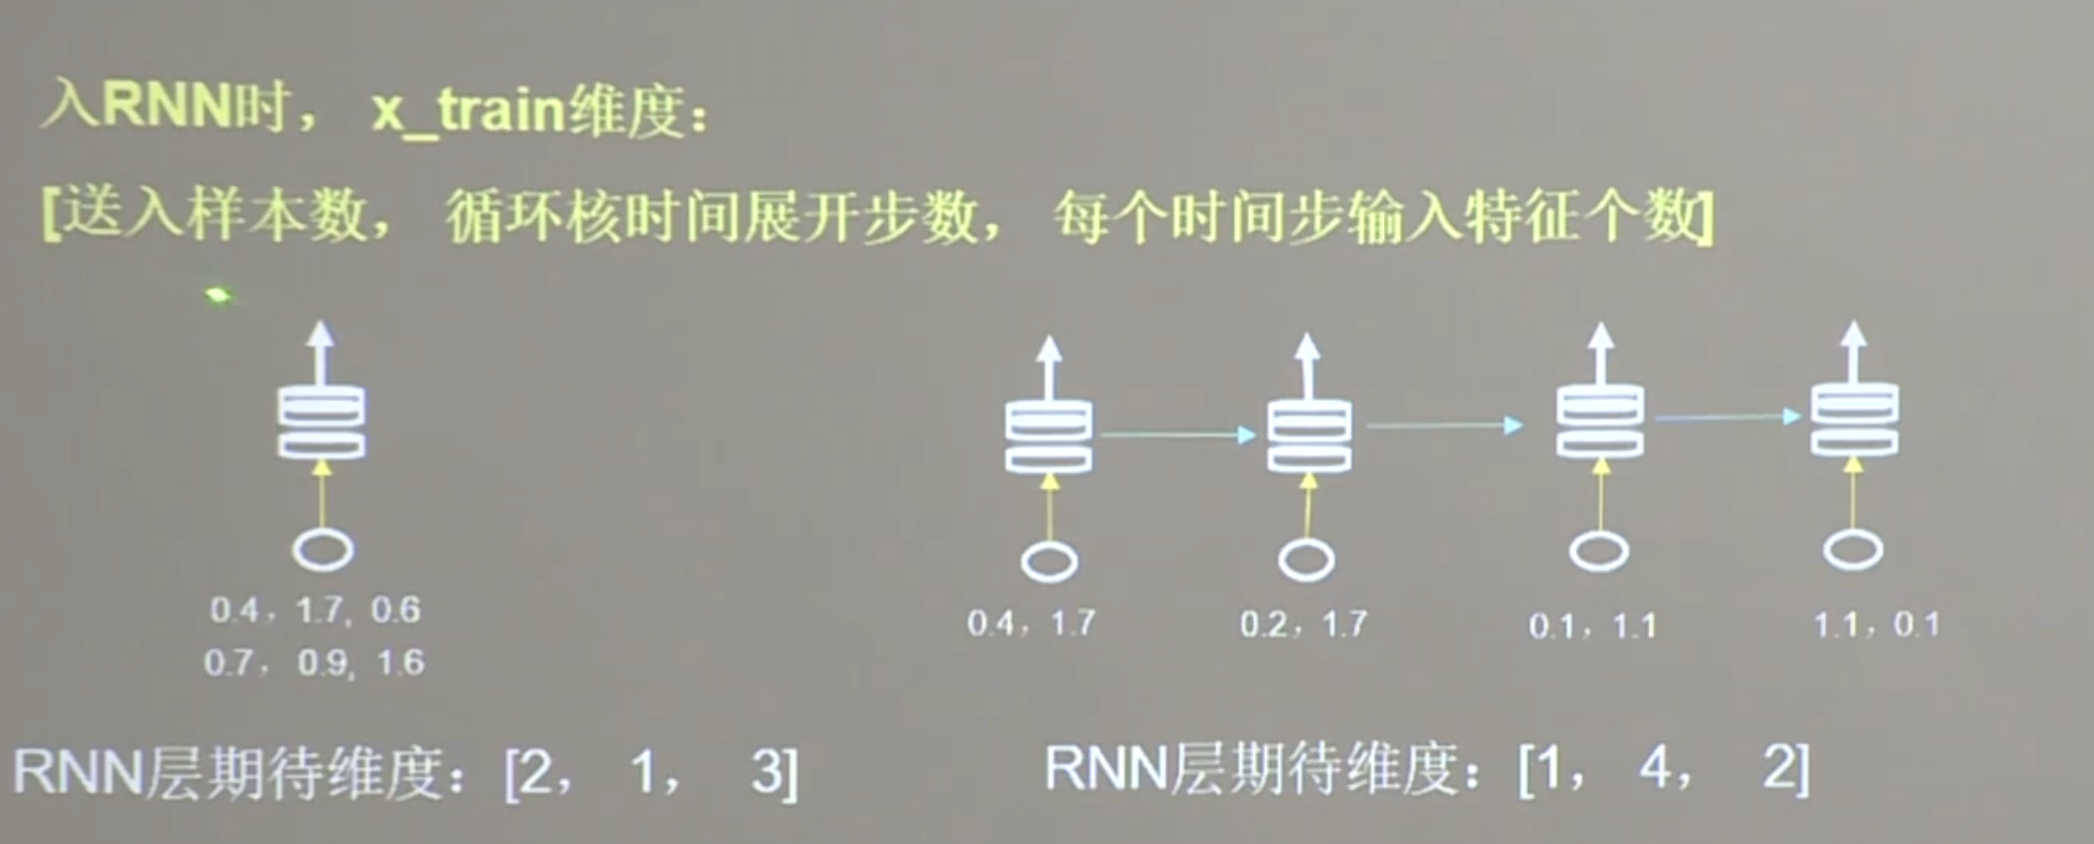 入RNN时， x_train维度：
[送入样本数， 循环核时间展开步数， 每个时间步输入特征个数]
0.4，1.7, 0.6
0.7，0.9, 1.6
0.4，1.7
0.2，1.7
0.1，1.1
1.1，0.1
RNN层期待维度：[2， 1， 3]
RNN层期待维度：[1， 4， 2]